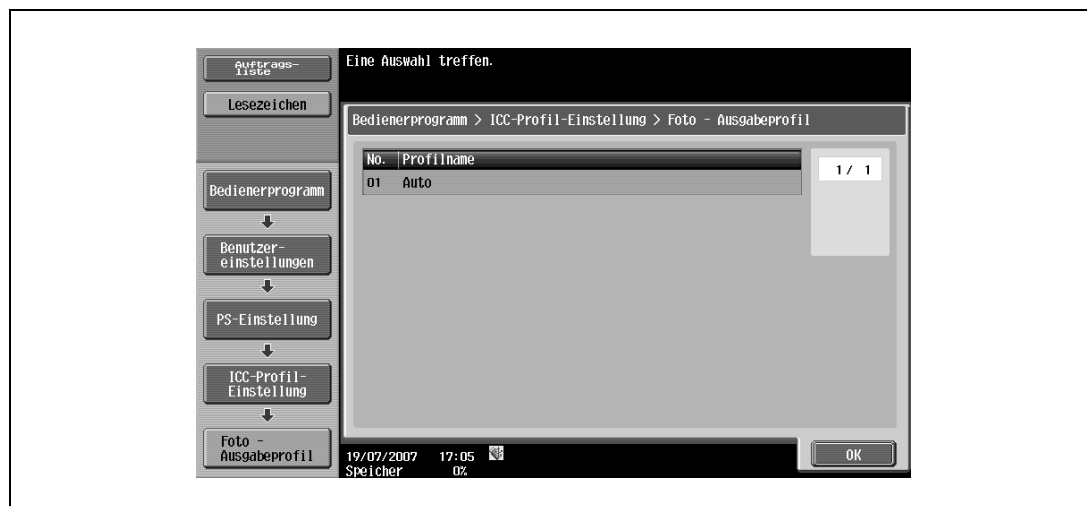 Auftrags-
liste
Lesezeichen
Bedienerprogramm
Benutzer-
einstellungen
PS-Einstellung
ICC-Profil-
Einstellung
Foto -
Ausgabeprofil
Eine Auswahl treffen.
Bedienerprogramm > ICC-Profil-Einstellung > Foto - Ausgabeprofil
No. Profilname
01 Auto
1/ 1
19/07/2007 17:05
Speicher 0%
OK